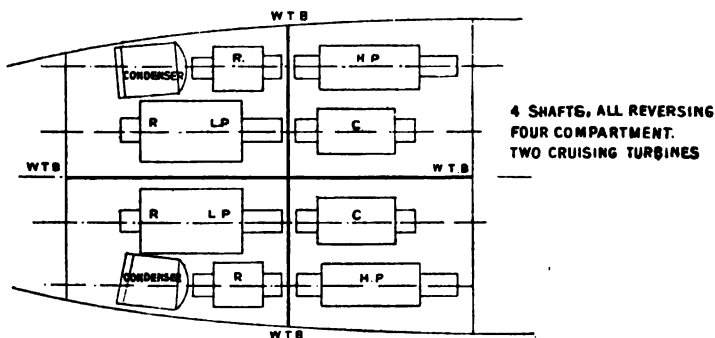 W T B
R. H P
CONDENSER
R L.P C
4 SHAFTS, ALL REVERSING
FOUR COMPARTMENT.
TWO CRUISING TURBINES
W T B W T. B
R L P C
CONDENSER R H.P
W T B